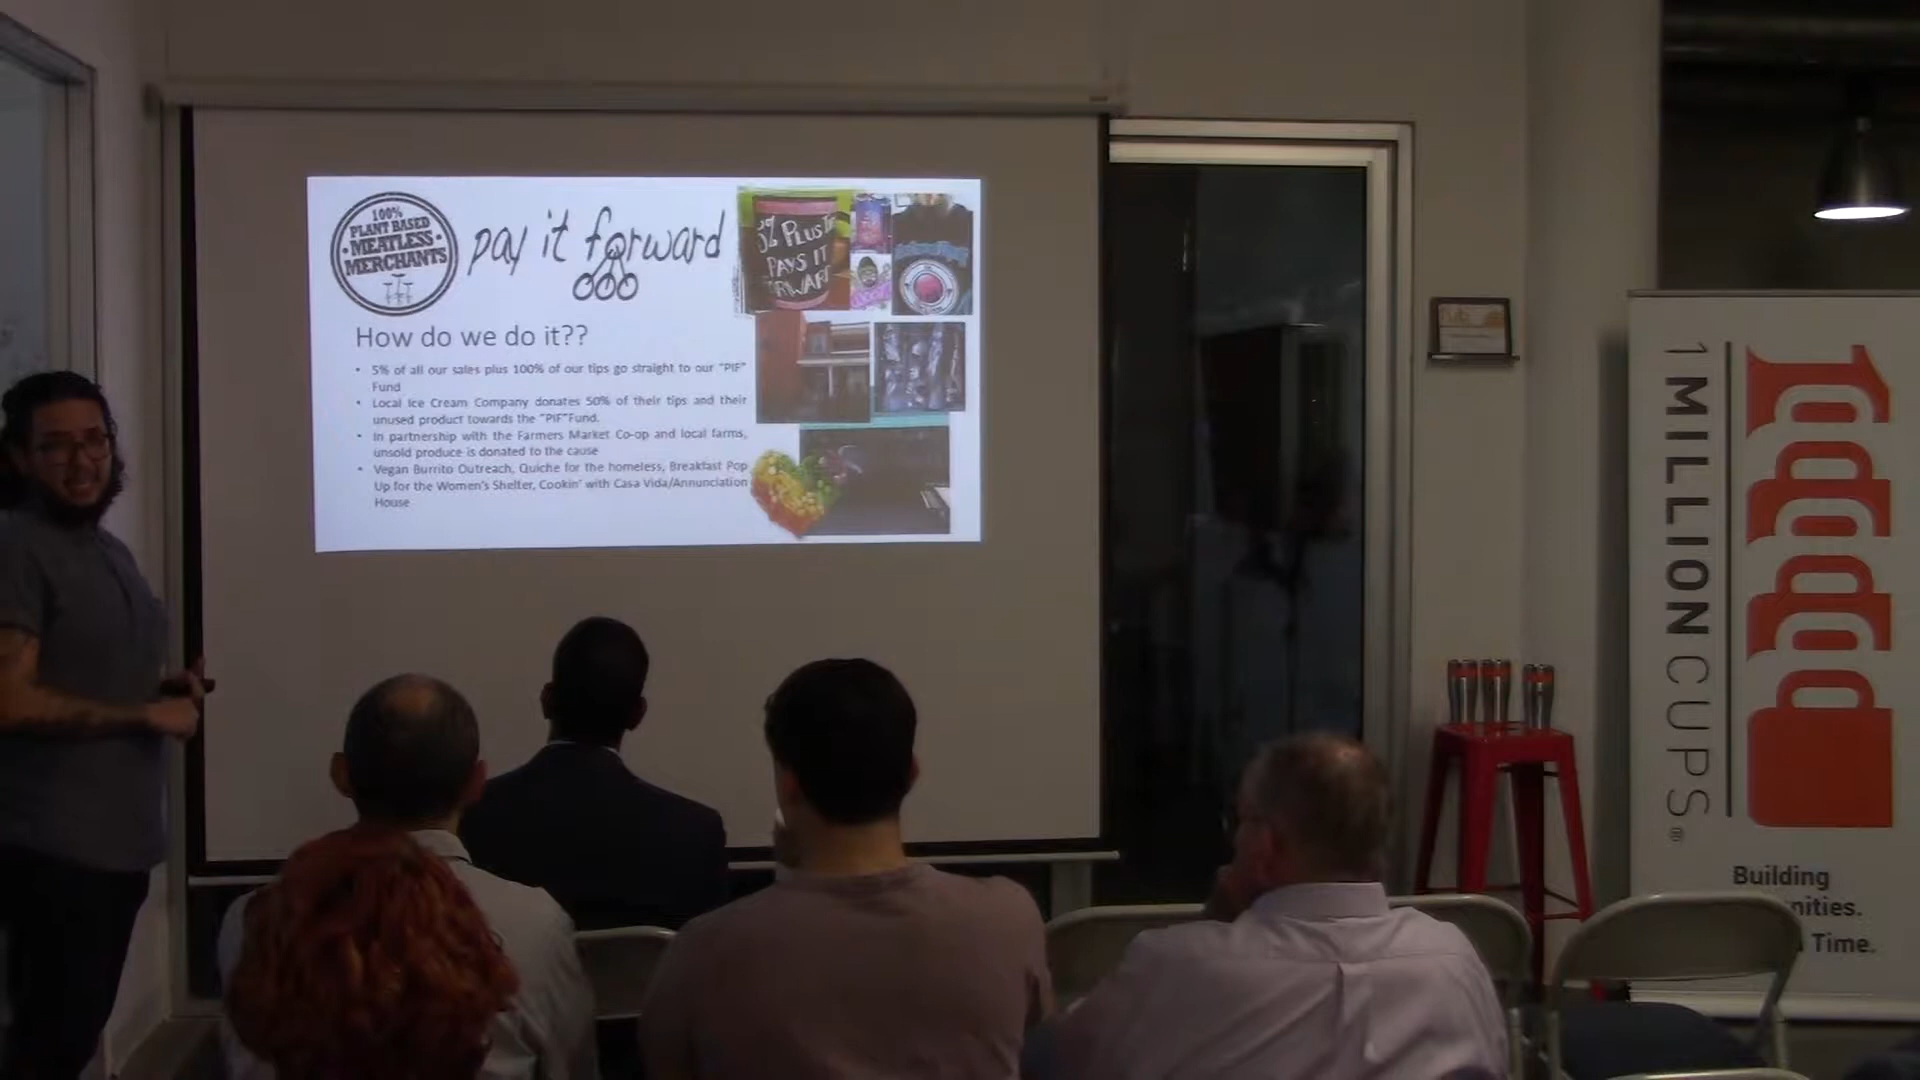 100%
PLANT BASED
MEATLESS
MERCHANTS
pay it forward
How do we do it??
• 5% of all our sales plus 100% of our tips go straight to our "PIF"
Fund
• Local Ice Cream Company donates 50% of their tips and their
unused product towards the "PIF"Fund.
• In partnership with the Farmers Market Co-op and local farms,
unsold produce is donated to the cause
• Vegan Burrito Outreach, Quiche for the homeless, Breakfast Pop
Up for the Women's Shelter, Cookin' with Casa Vida/Annunciation
House
PLUS
PAYS IT
1 MILLION CUPS®
Building
Time.